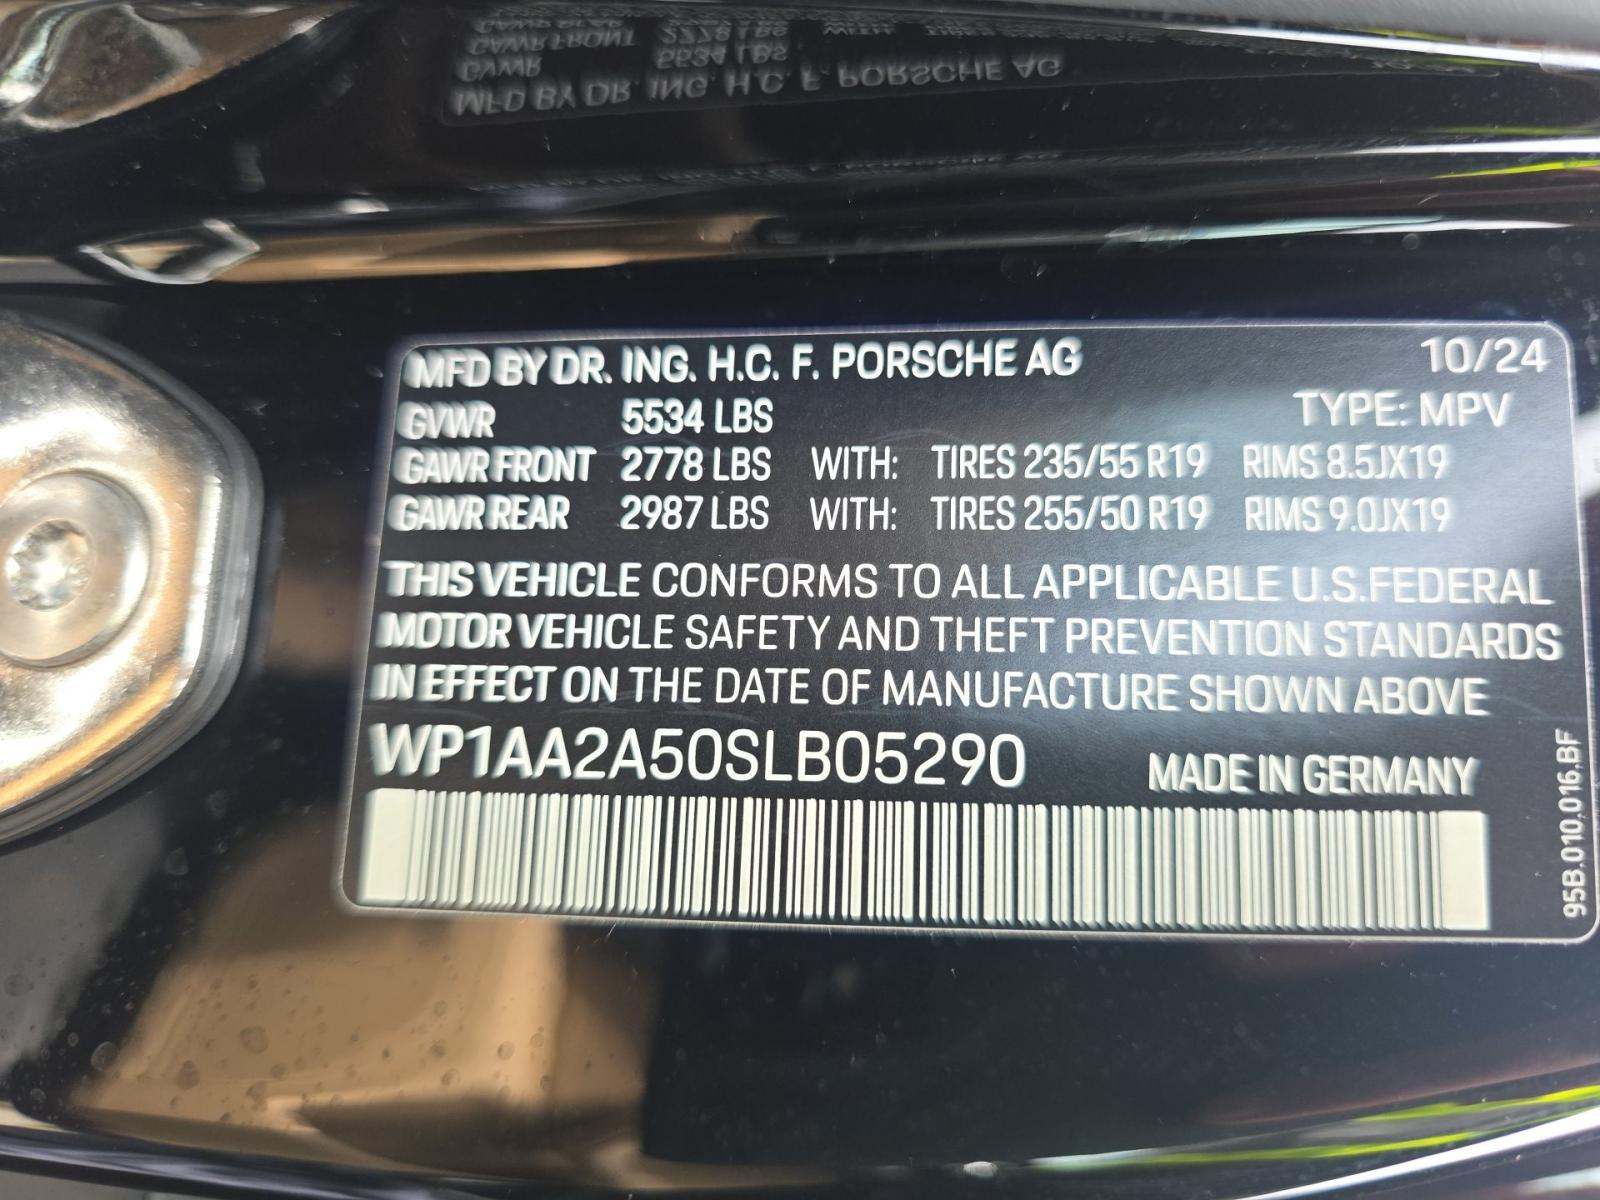 MFD BY DR. ING. H.C. F. PORSCHE AG 10/24
GVWR 5534 LBS TYPE: MPV
GAWR FRONT 2778 LBS WITH: TIRES 235/55 R19 RIMS 8.5JX19
GAWR REAR 2987 LBS WITH: TIRES 255/50 R19 RIMS 9.0JX19
THIS VEHICLE CONFORMS TO ALL APPLICABLE U.S.FEDERAL
MOTOR VEHICLE SAFETY AND THEFT PREVENTION STANDARDS
IN EFFECT ON THE DATE OF MANUFACTURE SHOWN ABOVE
WP1AA2A50SLB05290 MADE IN GERMANY
95B.010.016.BF